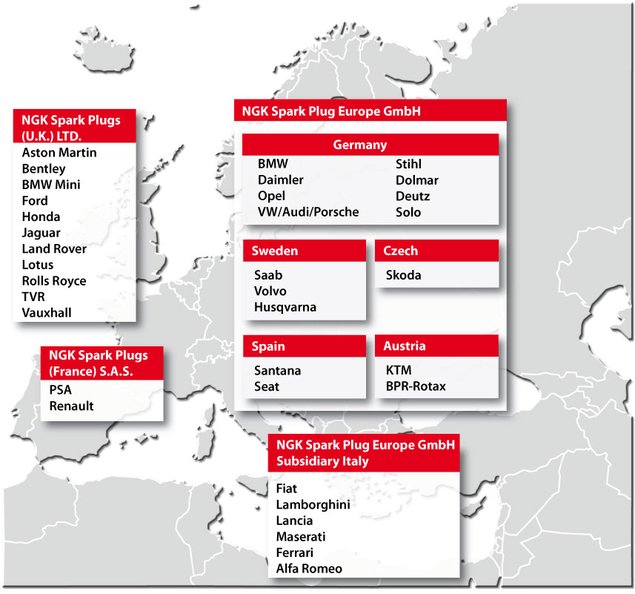 NGK Spark Plugs
(U.K.) LTD.
Aston Martin
Bentley
BMW Mini
Ford
Honda
Jaguar
Land Rover
Lotus
Rolls Royce
TVR
Vauxhall
NGK Spark Plugs
(France) S.A.S.
PSA
Renault
NGK Spark Plug Europe GmbH
Germany
BMW
Daimler
Opel
VW/Audi/Porsche
Stihl
Dolmar
Deutz
Solo
Sweden
Saab
Volvo
Husqvarna
Czech
Skoda
Spain
Santana
Seat
Austria
KTM
BPR-Rotax
NGK Spark Plug Europe GmbH
Subsidiary Italy
Fiat
Lamborghini
Lancia
Maserati
Ferrari
Alfa Romeo